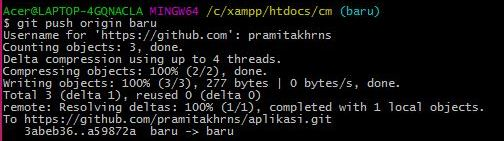 Acer@LAPTOP-4GQNACLA MINGW64 /c/xampp/htdocs/cm (baru)
$ git push origin baru
Username for 'https://github.com': pramitakhrns
Counting objects: 3, done.
Delta compression using up to 4 threads.
Compressing objects: 100% (2/2), done.
Writing objects: 100% (3/3), 277 bytes | 0 bytes/s, done.
Total 3 (delta 1), reused 0 (delta 0)
remote: Resolving deltas: 100% (1/1), completed with 1 local objects.
To https://github.com/pramitakhrns/aplikasi.git
   3abeb36..a59872a  baru -> baru